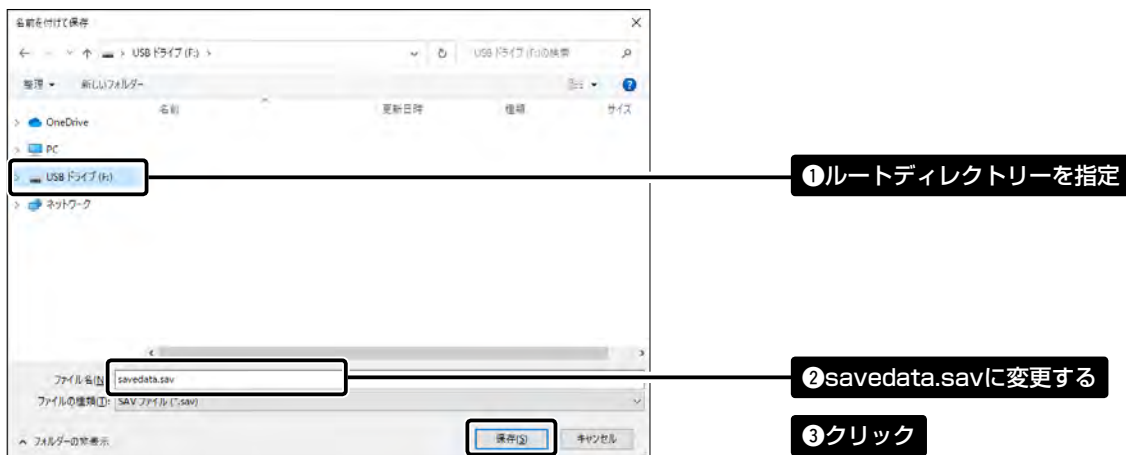 名前を付けて保存
USB ドライブ (F:)
USB ドライブ (F:)の検索
整理 新しいフォルダー
名前 更新日時 種類 サイズ
OneDrive
PC
USB ドライブ (F:)
ネットワーク
❶ルートディレクトリーを指定
ファイル名(N): savedata.sav
❷savedata.savに変更する
ファイルの種類(T): SAV ファイル (*.sav)
フォルダーの非表示
保存(S) キャンセル
❸クリック